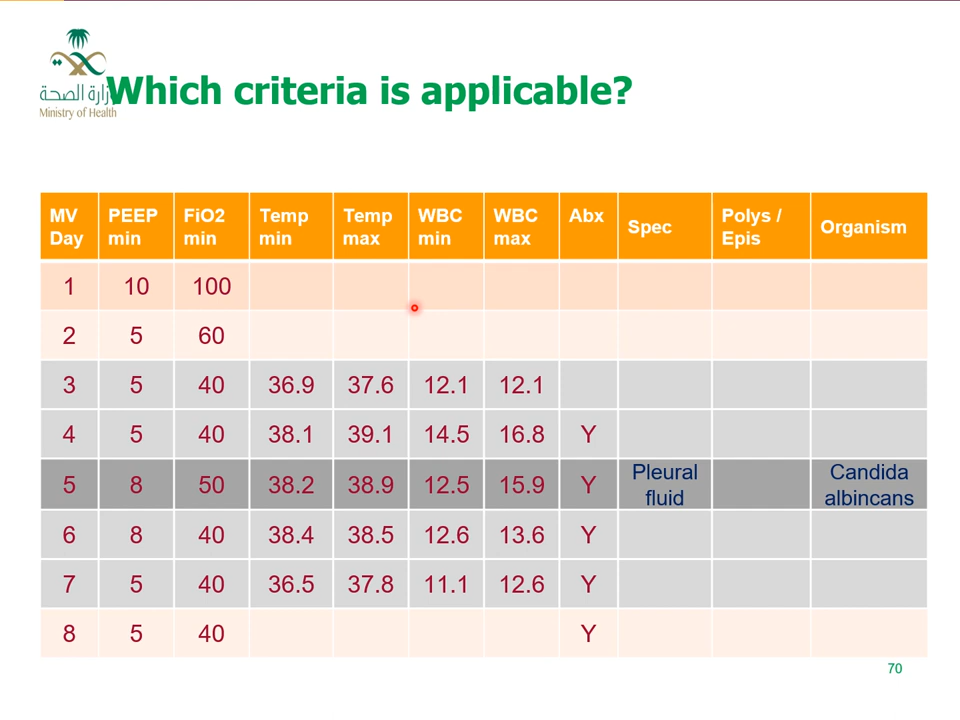 وزارة الصحة
Ministry of Health
Which criteria is applicable?
MV Day PEEP min FiO2 min Temp min Temp max WBC min WBC max Abx Spec Polys / Epis Organism
1 10 100
2 5 60
3 5 40 36.9 37.6 12.1 12.1
4 5 40 38.1 39.1 14.5 16.8 Y
5 8 50 38.2 38.9 12.5 15.9 Y Pleural fluid Candida albincans
6 8 40 38.4 38.5 12.6 13.6 Y
7 5 40 36.5 37.8 11.1 12.6 Y
8 5 40 Y
70